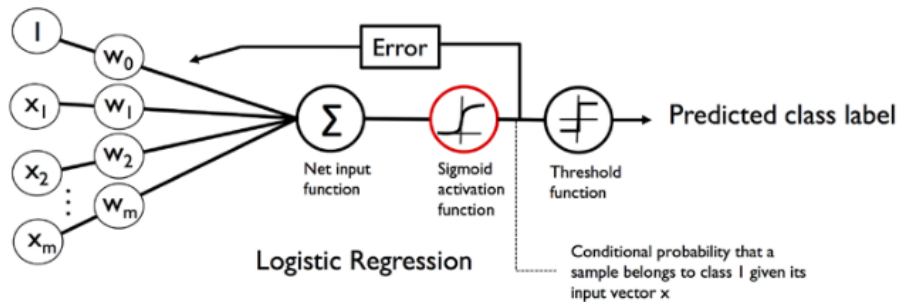 1
w0
Error
x1
w1
Σ
Predicted class label
x2
w2
Net input
function
Sigmoid
activation
function
Threshold
function
wm
xm
Logistic Regression
Conditional probability that a
sample belongs to class 1 given its
input vector x